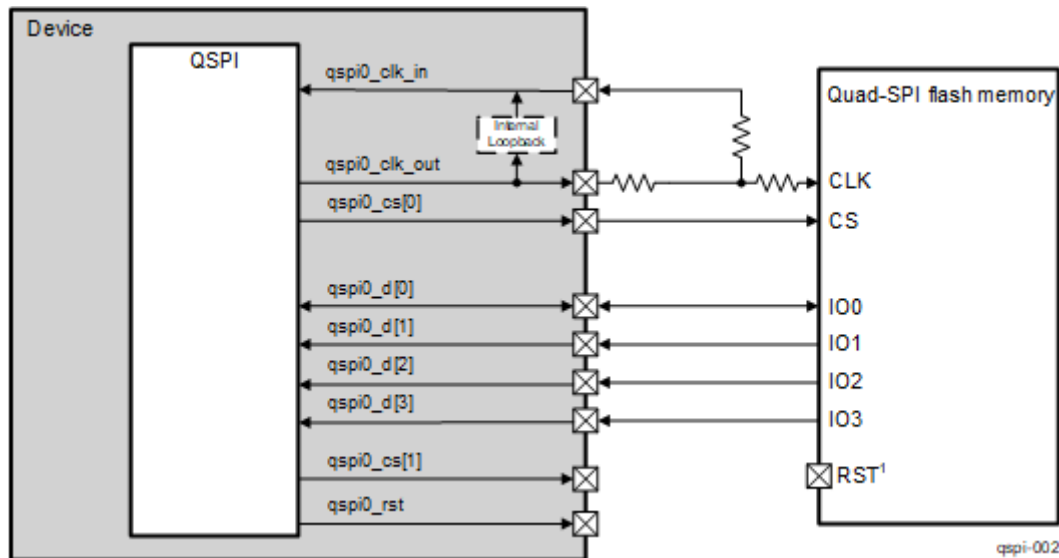 Device
QSPI
qspi0_clk_in
Internal
Loopback
qspi0_clk_out
qspi0_cs[0]
qspi0_d[0]
qspi0_d[1]
qspi0_d[2]
qspi0_d[3]
qspi0_cs[1]
qspi0_rst
Quad-SPI flash memory
CLK
CS
IO0
IO1
IO2
IO3
RST¹
qspi-002